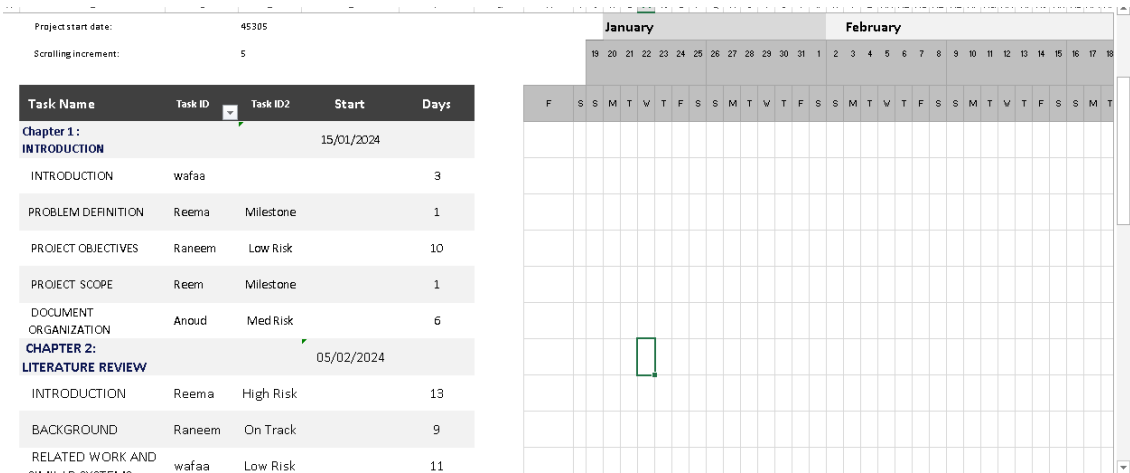 Project start date: 45305 January February
Scrolling increment: 5 19 20 21 22 23 24 25 26 27 28 29 30 31 1 2 3 4 5 6 7 8 9 10 11 12 13 14 15 16 17 18
Task Name Task ID Task ID2 Start Days F S S M T W T F S S M T W T F S S M T W T F S S M T W T F S S M T
Chapter 1 :
INTRODUCTION 15/01/2024
INTRODUCTION wafaa 3
PROBLEM DEFINITION Reema Milestone 1
PROJECT OBJECTIVES Raneem Low Risk 10
PROJECT SCOPE Reem Milestone 1
DOCUMENT
ORGANIZATION Anoud Med Risk 6
CHAPTER 2:
LITERATURE REVIEW 05/02/2024
INTRODUCTION Reema High Risk 13
BACKGROUND Raneem On Track 9
RELATED WORK AND
wafaa Low Risk 11